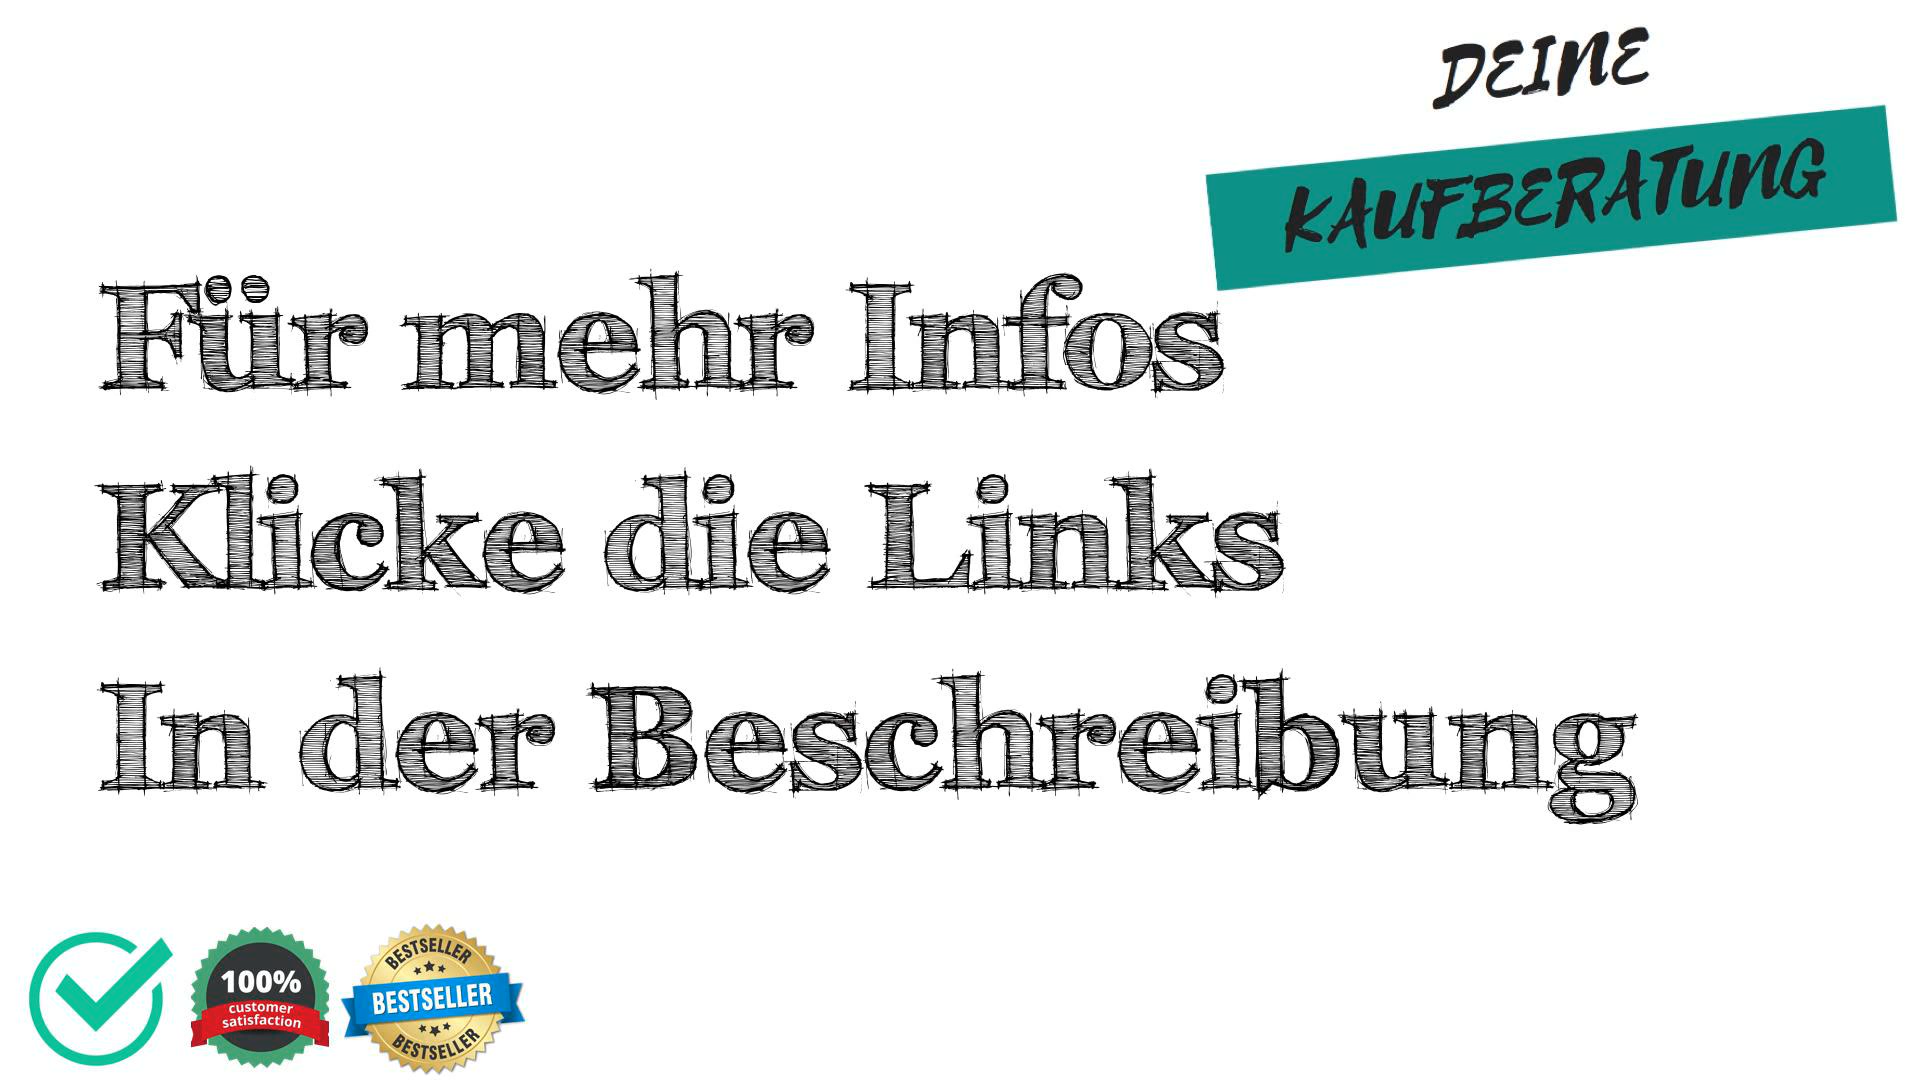 DEINE
KAUFBERATUNG
Für mehr Infos
Klicke die Links
In der Beschreibung
100%
customer
satisfaction
BESTSELLER
BESTSELLER
BESTSELLER